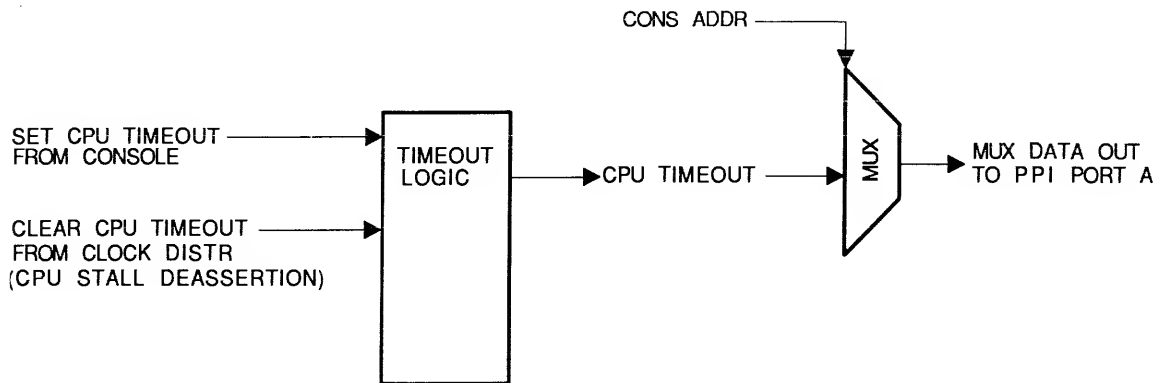 CONS ADDR
SET CPU TIMEOUT
FROM CONSOLE
TIMEOUT
LOGIC
CPU TIMEOUT
MUX
MUX DATA OUT
TO PPI PORT A
CLEAR CPU TIMEOUT
FROM CLOCK DISTR
(CPU STALL DEASSERTION)